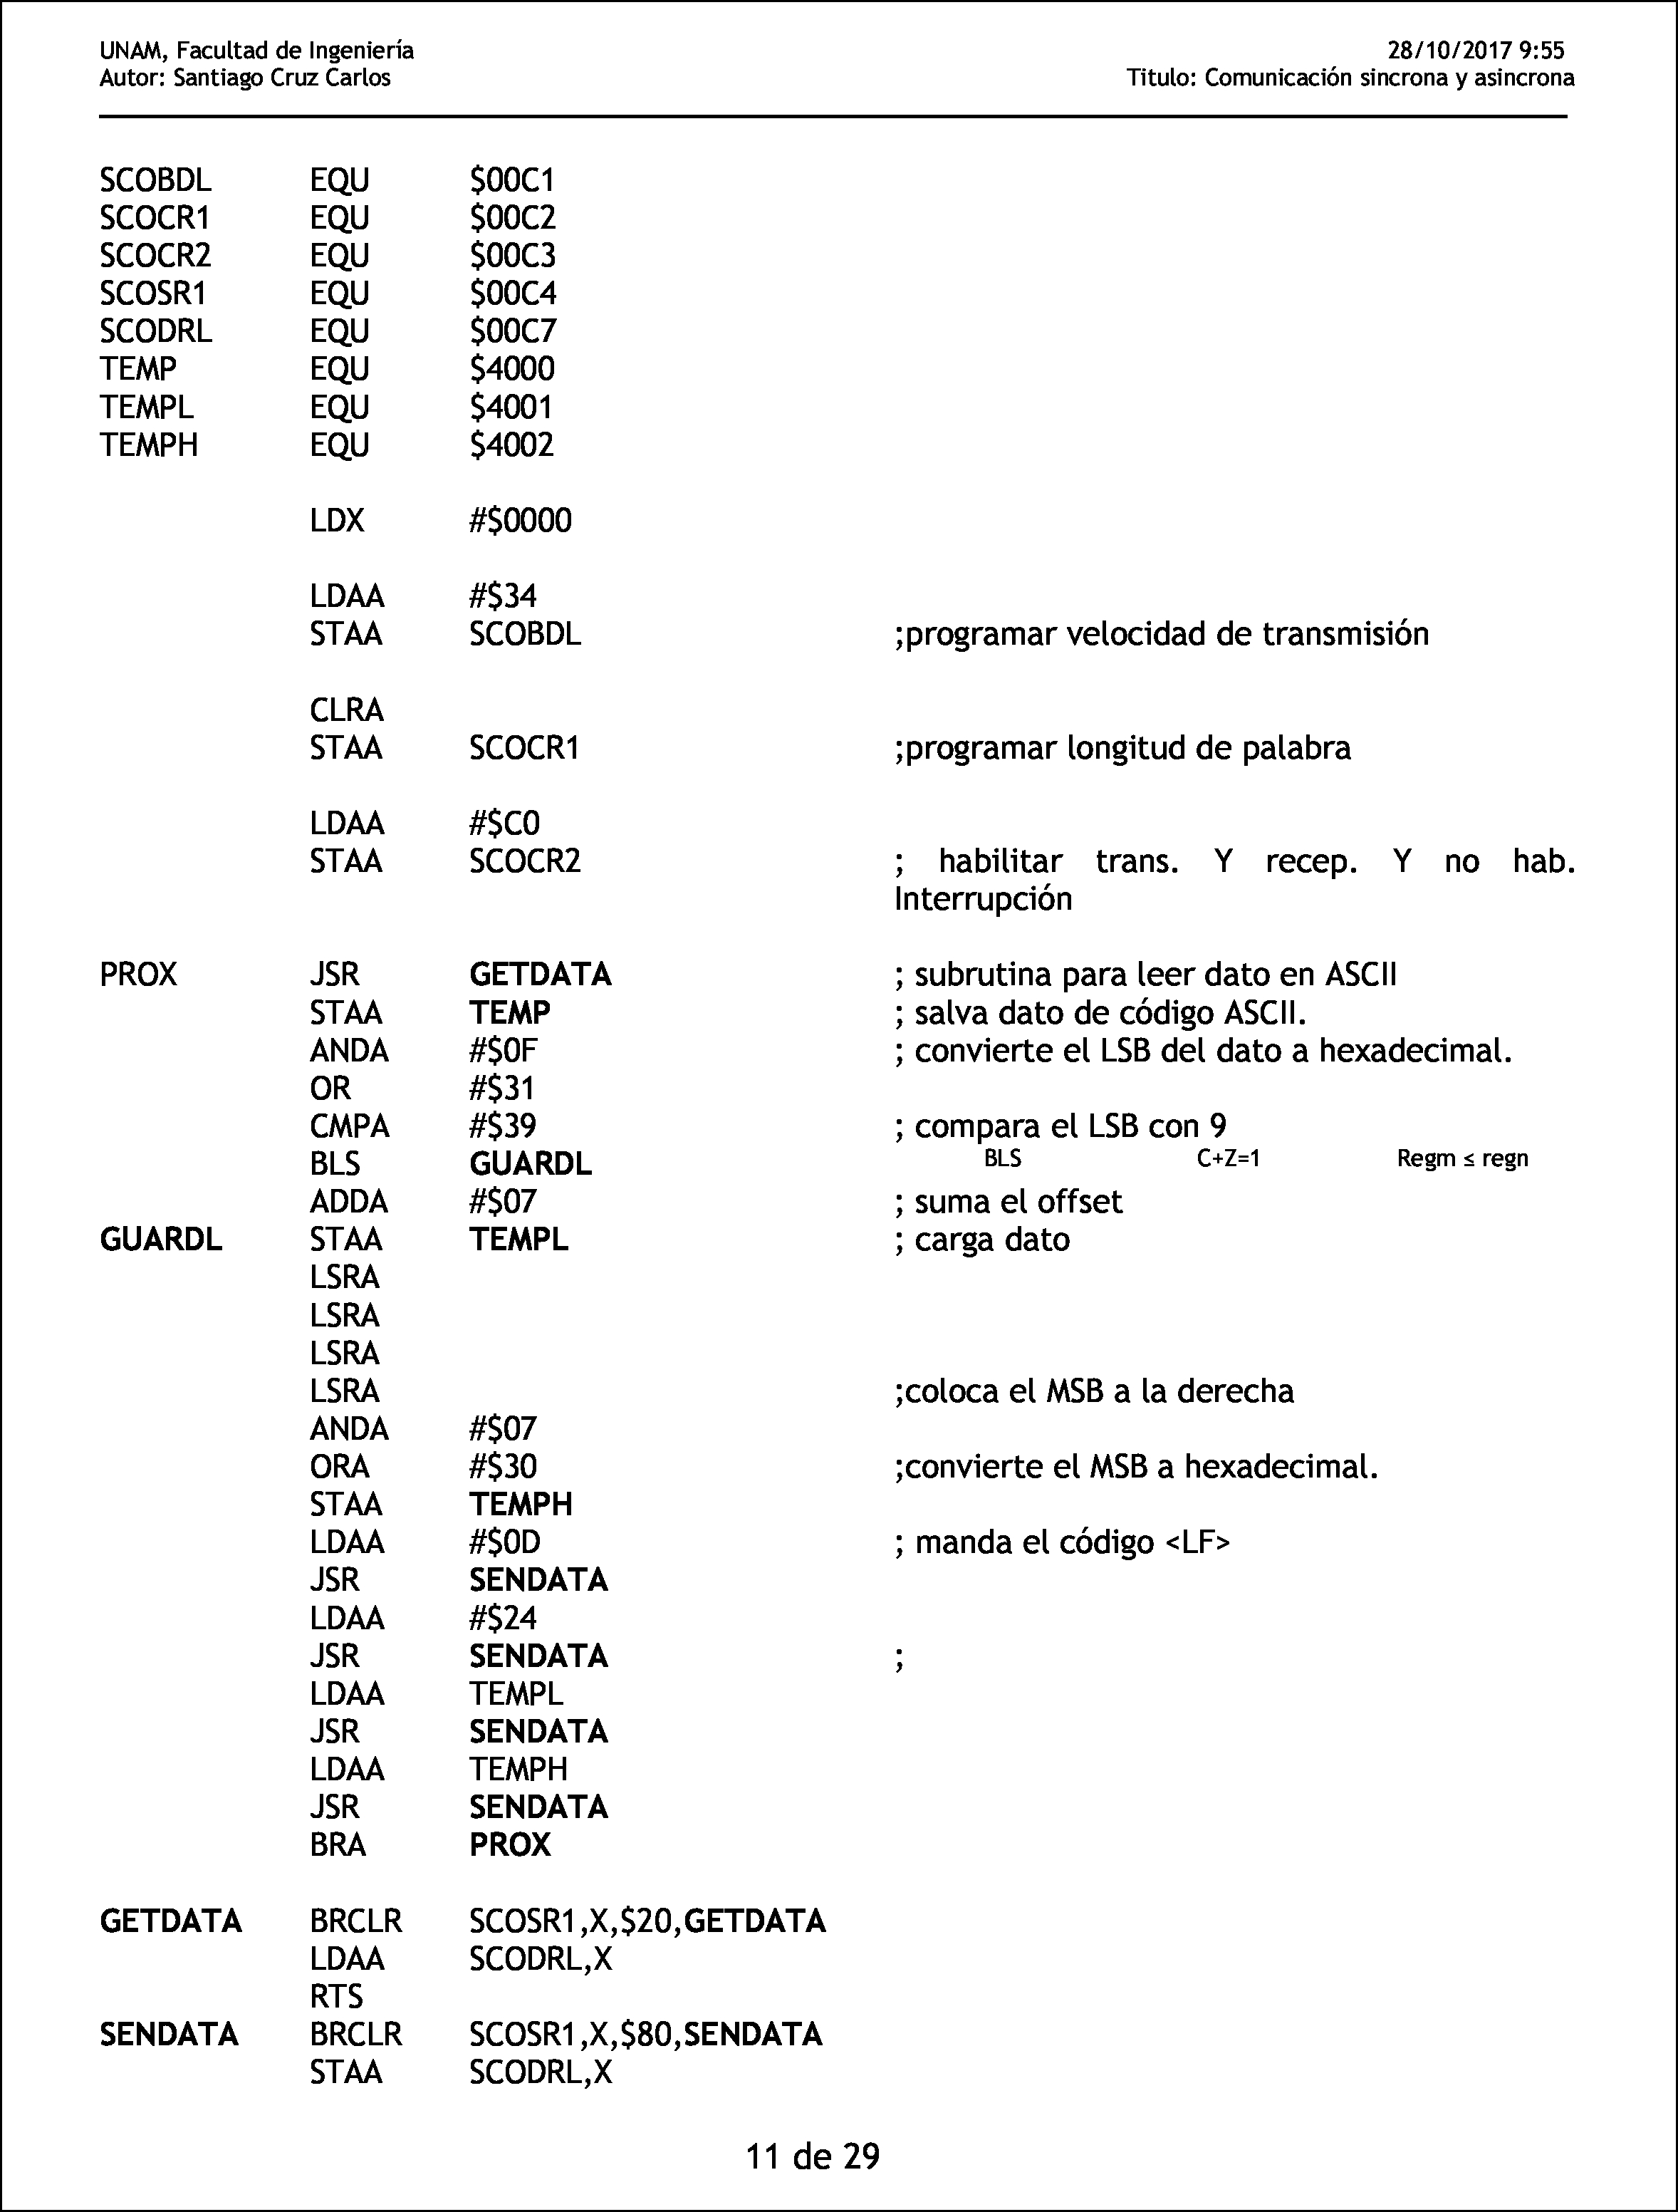 UNAM, Facultad de Ingeniería 28/10/2017 9:55
Autor: Santiago Cruz Carlos Titulo: Comunicación sincrona y asincrona
SCOBDL EQU $00C1
SCOCR1 EQU $00C2
SCOCR2 EQU $00C3
SCOSR1 EQU $00C4
SCODRL EQU $00C7
TEMP EQU $4000
TEMPL EQU $4001
TEMPH EQU $4002
LDX #$0000
LDAA #$34
STAA SCOBDL ;programar velocidad de transmisión
CLRA
STAA SCOCR1 ;programar longitud de palabra
LDAA #$C0
STAA SCOCR2 ; habilitar trans. Y recep. Y no hab.
Interrupción
PROX JSR GETDATA ; subrutina para leer dato en ASCII
STAA TEMP ; salva dato de código ASCII.
ANDA #$0F ; convierte el LSB del dato a hexadecimal.
OR #$31
CMPA #$39 ; compara el LSB con 9
BLS GUARDL BLS C+Z=1 Regm ≤ regn
ADDA #$07 ; suma el offset
GUARDL STAA TEMPL ; carga dato
LSRA
LSRA
LSRA
LSRA ;coloca el MSB a la derecha
ANDA #$07
ORA #$30 ;convierte el MSB a hexadecimal.
STAA TEMPH
LDAA #$0D ; manda el código <LF>
JSR SENDATA
LDAA #$24
JSR SENDATA ;
LDAA TEMPL
JSR SENDATA
LDAA TEMPH
JSR SENDATA
BRA PROX
GETDATA BRCLR SCOSR1,X,$20,GETDATA
LDAA SCODRL,X
RTS
SENDATA BRCLR SCOSR1,X,$80,SENDATA
STAA SCODRL,X
11 de 29